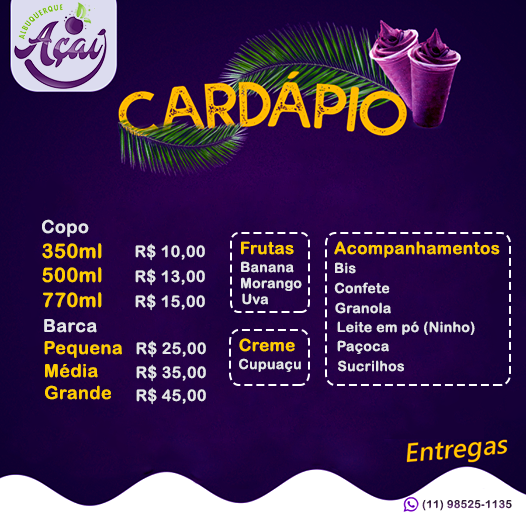 ALBUQUERQUE
Açaí
CARDÁPIO
Copo
350ml R$ 10,00
500ml R$ 13,00
770ml R$ 15,00
Barca
Pequena R$ 25,00
Média R$ 35,00
Grande R$ 45,00
Frutas
Banana
Morango
Uva
Creme
Cupuaçu
Acompanhamentos
Bis
Confete
Granola
Leite em pó (Ninho)
Paçoca
Sucrilhos
Entregas
(11) 98525-1135